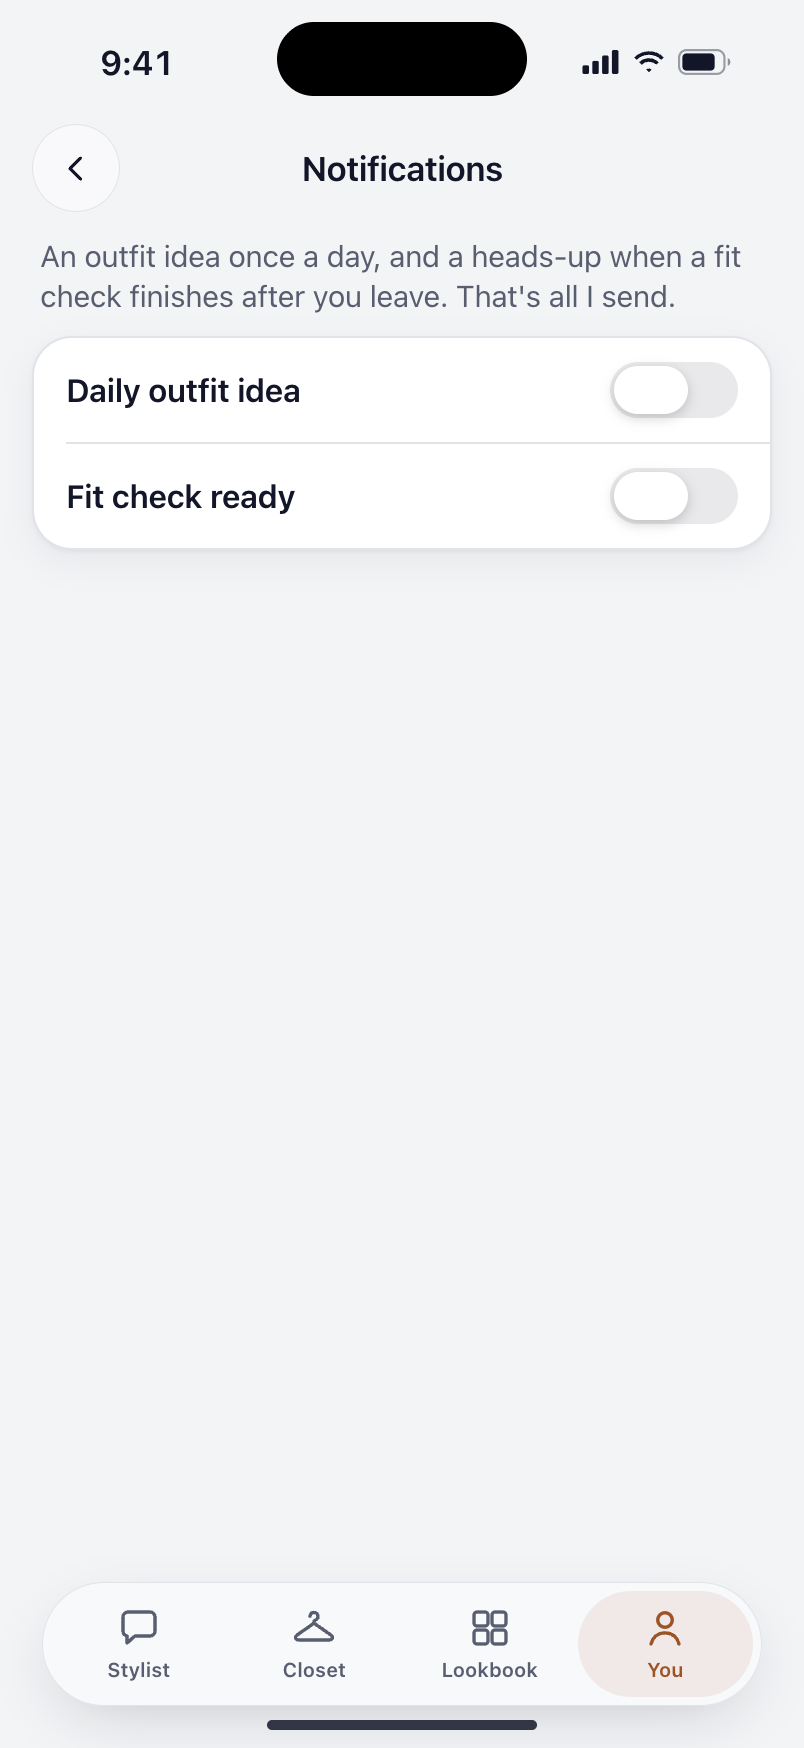 9:41
Notifications
An outfit idea once a day, and a heads-up when a fit
check finishes after you leave. That's all I send.
Daily outfit idea
Fit check ready
Stylist
Closet
Lookbook
You